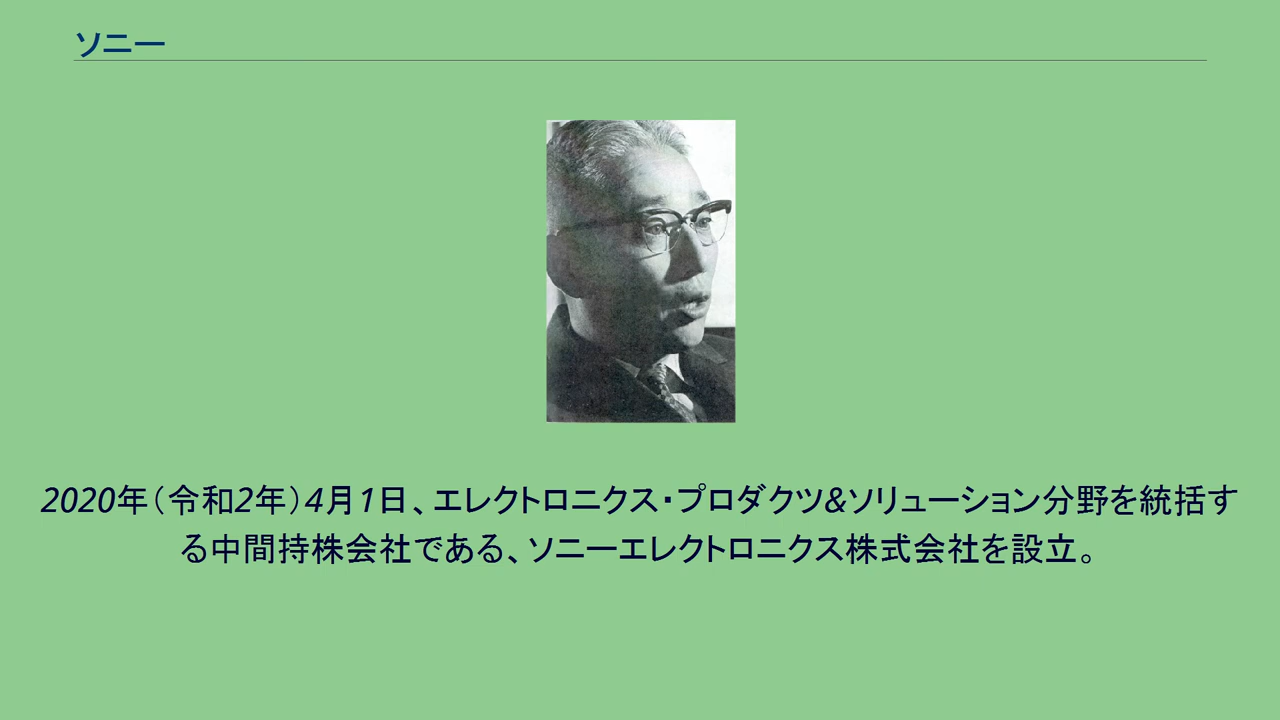 ソニー
2020年（令和2年）4月1日、エレクトロニクス・プロダクツ&ソリューション分野を統括す
る中間持株会社である、ソニーエレクトロニクス株式会社を設立。